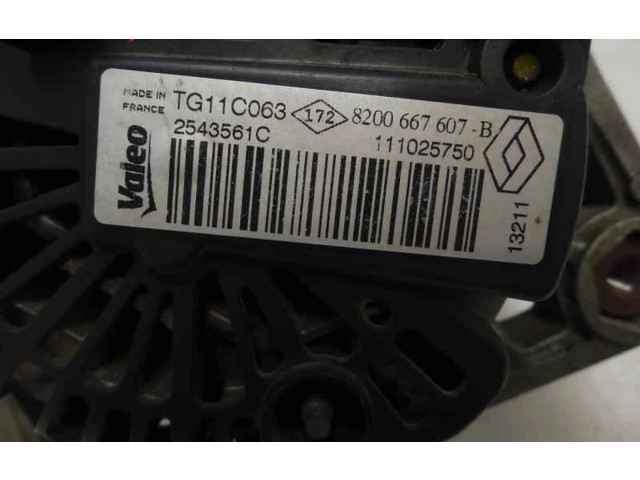 MADE IN
FRANCE
TG11C063
172
8200 667 607-B
2543561C
111025750
Valeo
13211